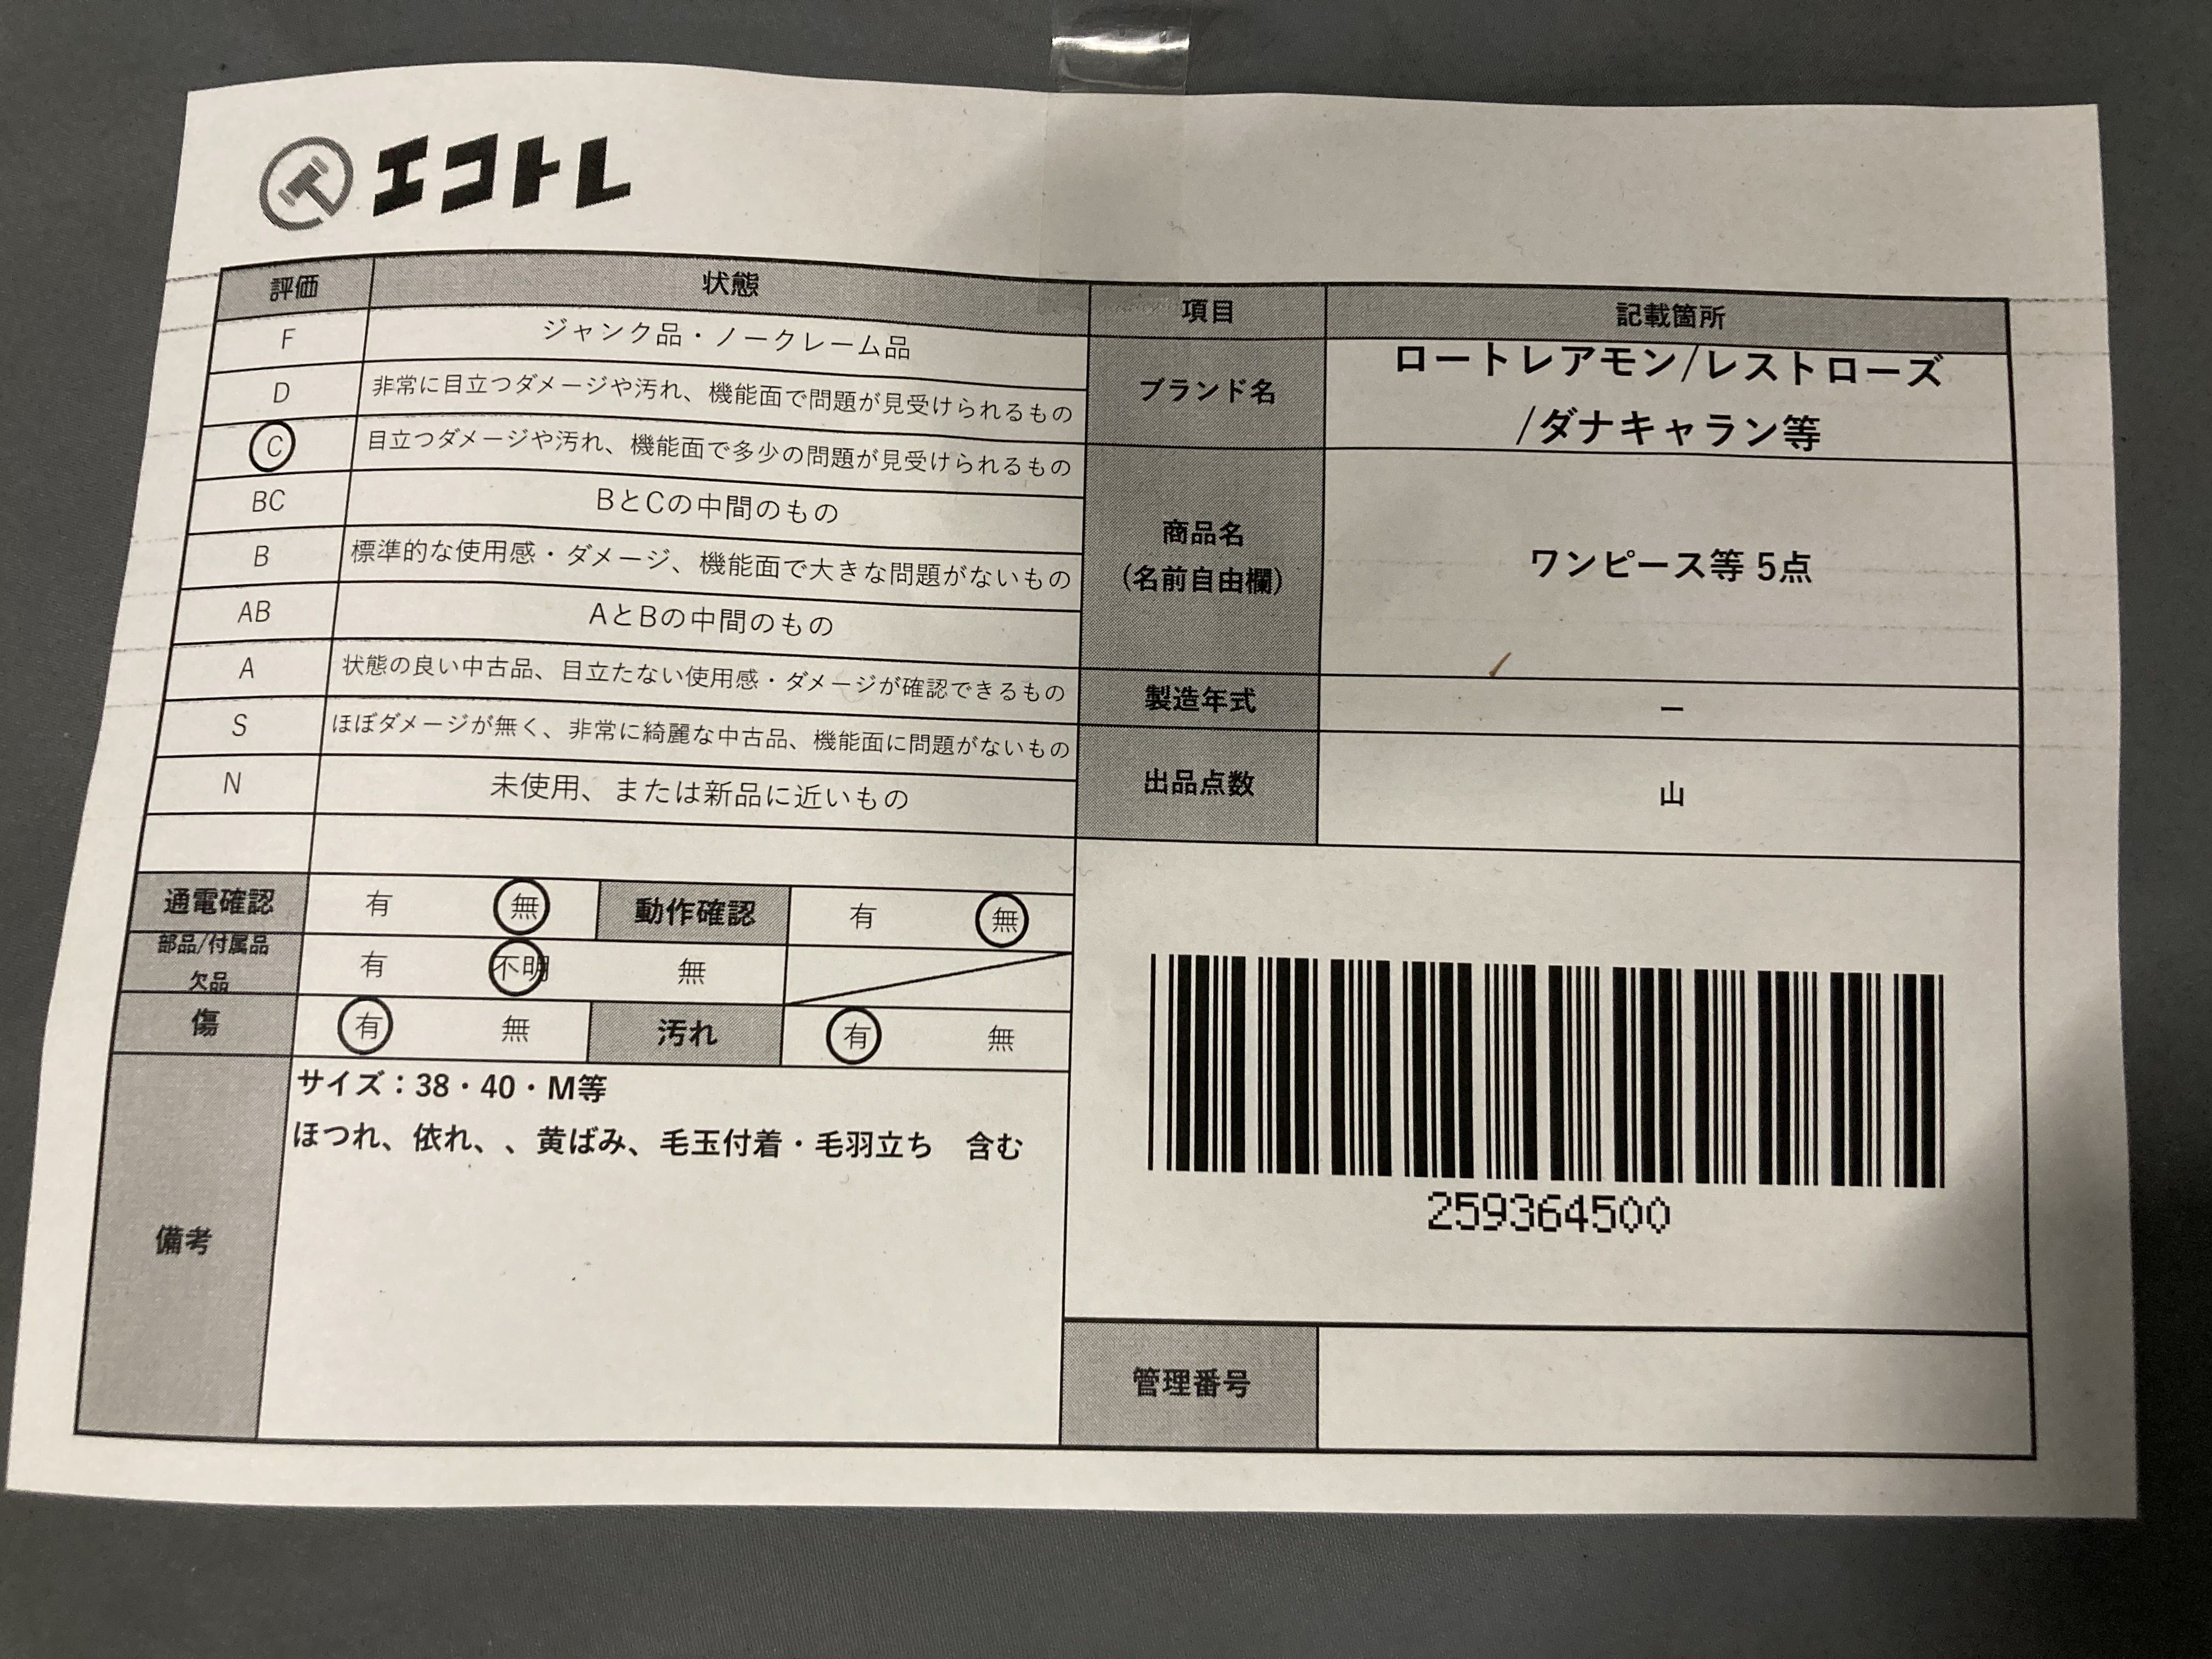 エコトレ
評価 状態
F ジャンク品・ノークレーム品
D 非常に目立つダメージや汚れ、機能面で問題が見受けられるもの
C 目立つダメージや汚れ、機能面で多少の問題が見受けられるもの
BC BとCの中間のもの
B 標準的な使用感・ダメージ、機能面で大きな問題がないもの
AB AとBの中間のもの
A 状態の良い中古品、目立たない使用感・ダメージが確認できるもの
S ほぼダメージが無く、非常に綺麗な中古品、機能面に問題がないもの
N 未使用、または新品に近いもの
通電確認 有 無 動作確認 有 無
部品/付属品
欠品 有 不明 無
傷 有 無 汚れ 有 無
備考
サイズ：38・40・M等
ほつれ、依れ、、黄ばみ、毛玉付着・毛羽立ち 含む
項目 記載箇所
ブランド名
ロートレアモン/レストローズ
/ダナキャラン等
商品名
（名前自由欄）
ワンピース等 5点
製造年式 ー
出品点数 山
259364500
管理番号